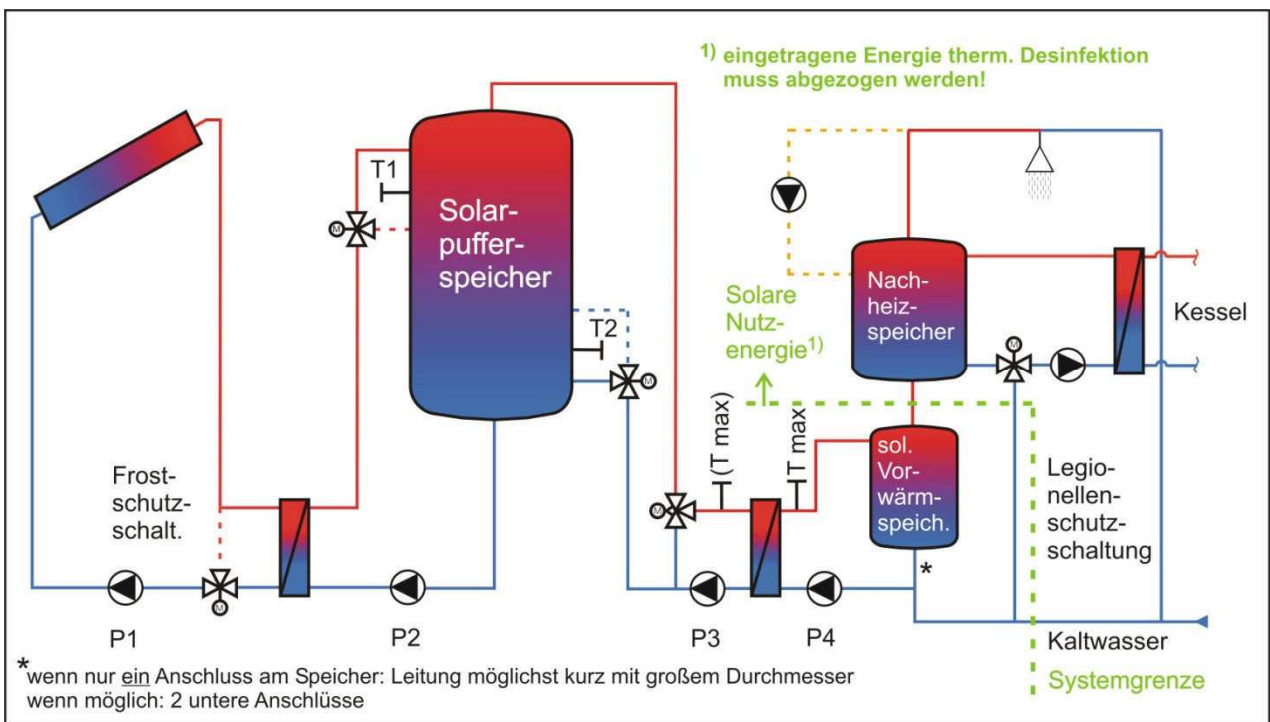 1) eingetragene Energie therm. Desinfektion
muss abgezogen werden!
T1
M
Solar-
puffer-
speicher
T2
M
Solare
Nutz-
energie1)
Nach-
heiz-
speicher
M
Kessel
Frost-
schutz-
schalt.
M
(T max)
T max
M
sol.
Vor-
wärm-
speich.
*
Legio-
nellen-
schutz-
schaltung
P1
P2
P3
P4
Kaltwasser
Systemgrenze
*wenn nur ein Anschluss am Speicher: Leitung möglichst kurz mit großem Durchmesser
wenn möglich: 2 untere Anschlüsse